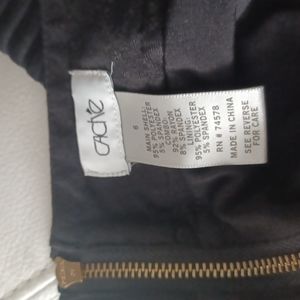 CACHE
6
MAIN SHELL:
95% POLYESTER
5% SPANDEX
COMBO:
92% RAYON
8% SPANDEX
LINING:
95% POLYESTER
5% SPANDEX
RN # 74578
MADE IN CHINA
SEE REVERSE
FOR CARE